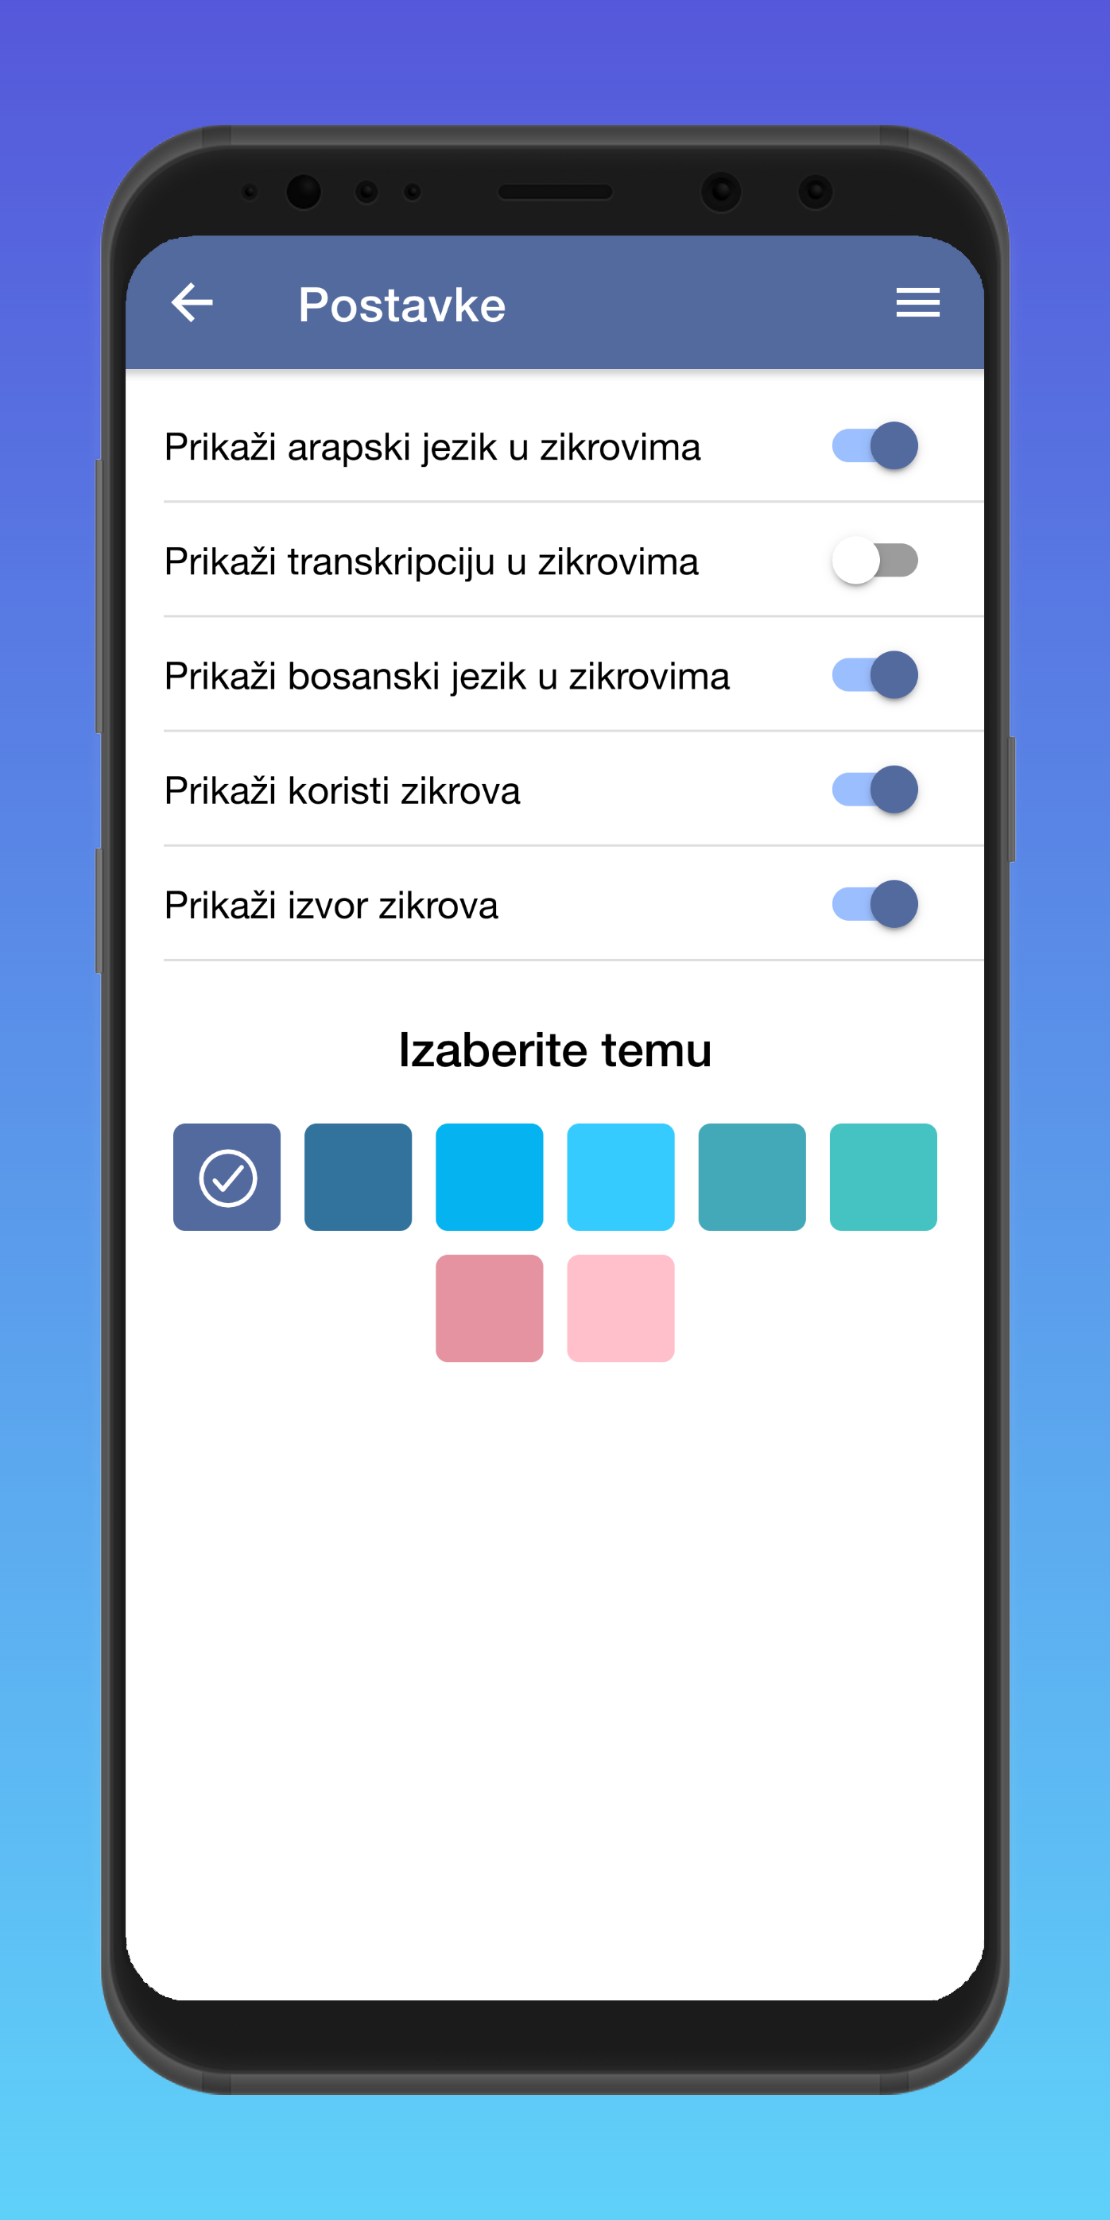 Postavke
Prikaži arapski jezik u zikrovima
Prikaži transkripciju u zikrovima
Prikaži bosanski jezik u zikrovima
Prikaži koristi zikrova
Prikaži izvor zikrova
Izaberite temu